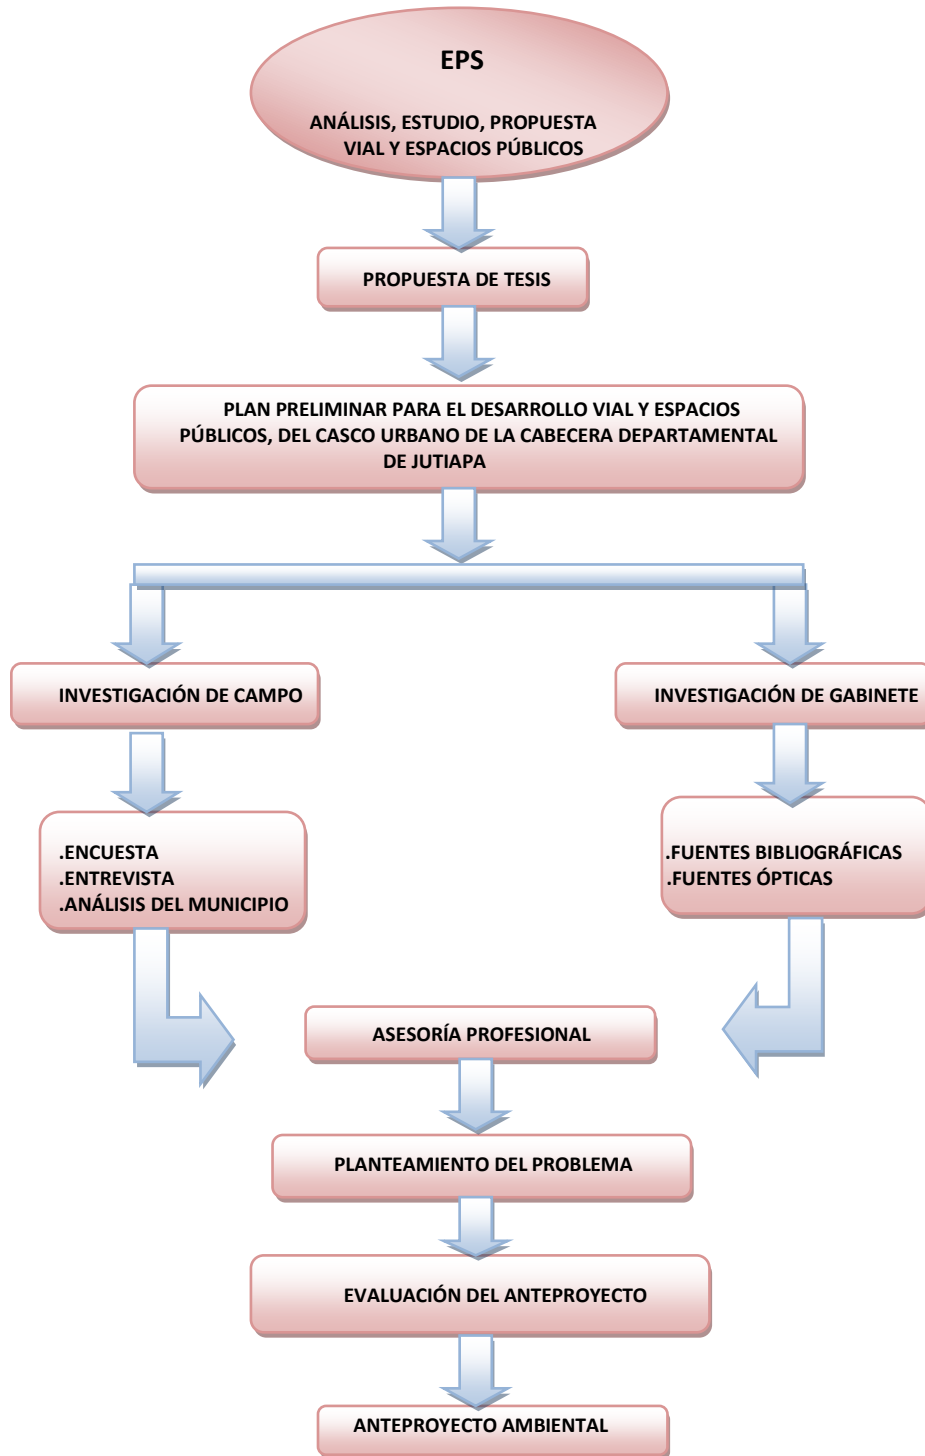 EPS
ANÁLISIS, ESTUDIO, PROPUESTA
VIAL Y ESPACIOS PÚBLICOS
PROPUESTA DE TESIS
PLAN PRELIMINAR PARA EL DESARROLLO VIAL Y ESPACIOS
PÚBLICOS, DEL CASCO URBANO DE LA CABECERA DEPARTAMENTAL
DE JUTIAPA
INVESTIGACIÓN DE CAMPO
INVESTIGACIÓN DE GABINETE
.ENCUESTA
.ENTREVISTA
.ANÁLISIS DEL MUNICIPIO
.FUENTES BIBLIOGRÁFICAS
.FUENTES ÓPTICAS
ASESORÍA PROFESIONAL
PLANTEAMIENTO DEL PROBLEMA
EVALUACIÓN DEL ANTEPROYECTO
ANTEPROYECTO AMBIENTAL